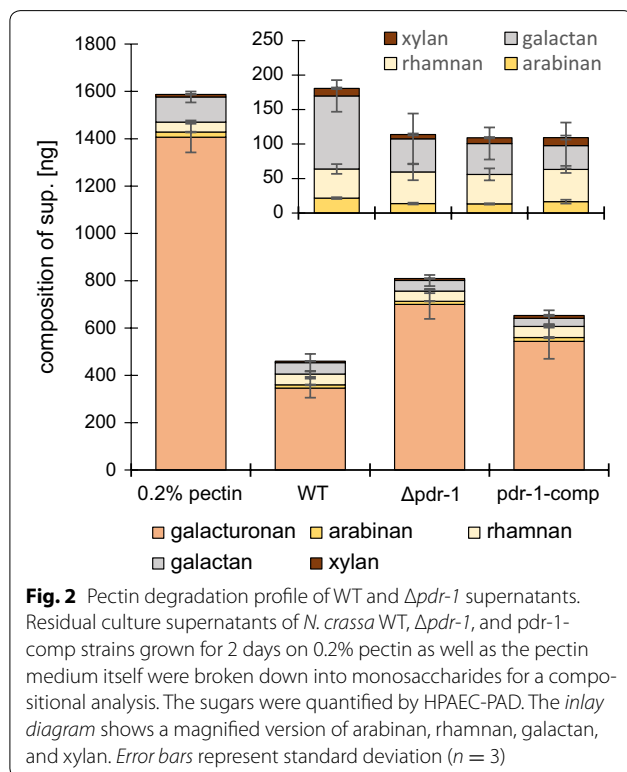 1800
1600
1400
1200
1000
800
600
400
200
0
composition of sup. [ng]
250
200
150
100
50
0
xylan galactan
rhamnan arabinan
0.2% pectin WT Δpdr-1 pdr-1-comp
galacturonan arabinan rhamnan
galactan xylan
Fig. 2 Pectin degradation profile of WT and Δpdr-1 supernatants.
Residual culture supernatants of N. crassa WT, Δpdr-1, and pdr-1-
comp strains grown for 2 days on 0.2% pectin as well as the pectin
medium itself were broken down into monosaccharides for a compo-
sitional analysis. The sugars were quantified by HPAEC-PAD. The inlay
diagram shows a magnified version of arabinan, rhamnan, galactan,
and xylan. Error bars represent standard deviation (n = 3)